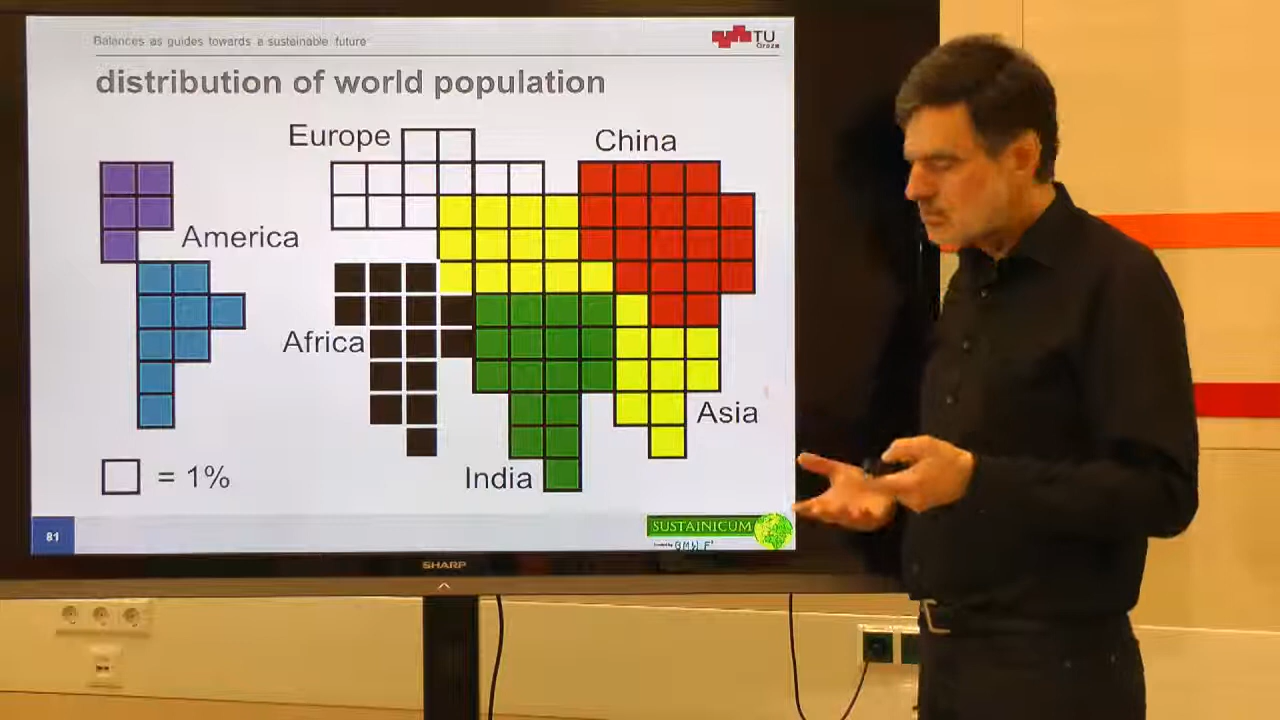 Balances as guides towards a sustainable future
TU
Graz
distribution of world population
Europe
China
America
Africa
Asia
= 1%
India
81
SUSTAINICUM
SHARP